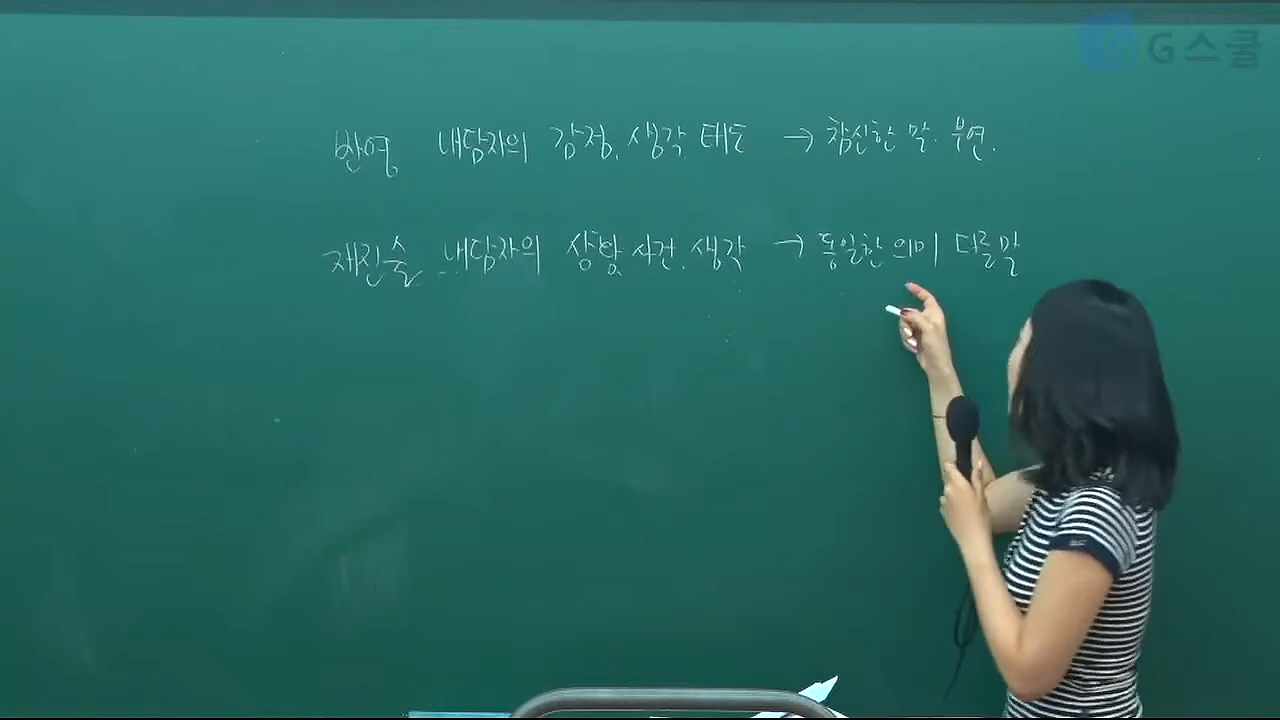 G스쿨
반영 내담자의 감정, 생각, 태도 → 참신한 말. 부연.
재진술 내담자의 상황, 사건, 생각 → 동일한 의미 다른말